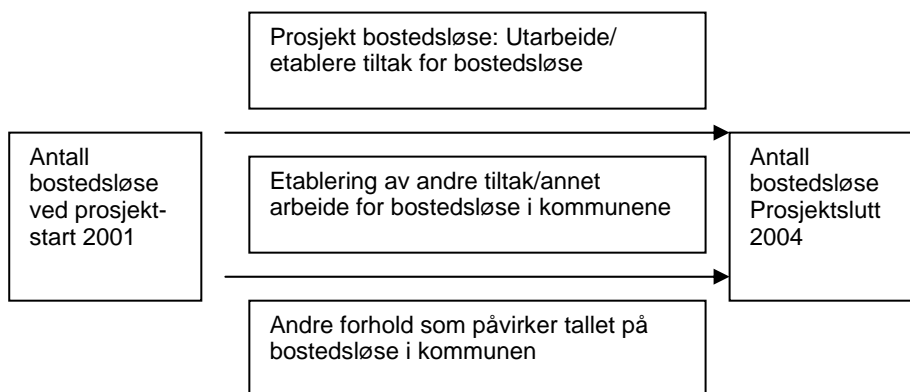 Prosjekt bostedsløse: Utarbeide/
etablere tiltak for bostedsløse
Antall
bostedsløse
ved prosjekt-
start 2001
Etablering av andre tiltak/annet
arbeide for bostedsløse i kommunene
Antall
bostedsløse
Prosjektslutt
2004
Andre forhold som påvirker tallet på
bostedsløse i kommunen